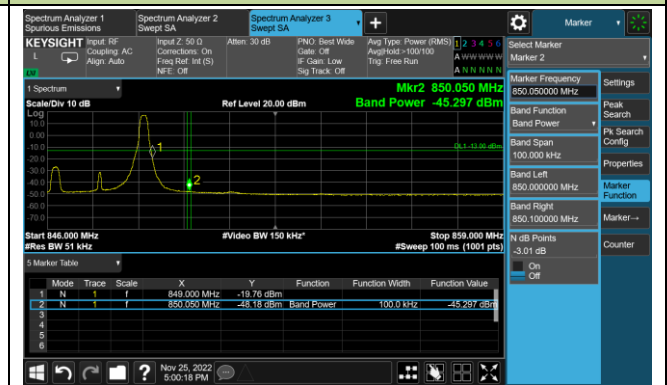 Spectrum Analyzer 1
Spurious Emissions
Spectrum Analyzer 2
Swept SA
Spectrum Analyzer 3
Swept SA
Marker
KEYSIGHT
L
LW
Input: RF
Coupling: AC
Align: Auto
Input Z: 50 Ω
Corrections: On
Freq Ref: Int (S)
NFE: Off
Atten: 30 dB
PNO: Best Wide
Gate: Off
IF Gain: Low
Sig Track: Off
Avg Type: Power (RMS)
Avg|Hold:>100/100
Trig: Free Run
1 2 3 4 5 6
A W W W W W
A N N N N N
Select Marker
Marker 2
1 Spectrum
Scale/Div 10 dB
Ref Level 20.00 dBm
Mkr2 850.050 MHz
Band Power -45.297 dBm
Log
10.0
0.00
-10.0
-20.0
-30.0
-40.0
-50.0
-60.0
-70.0
1
2
DL1 -13.00 dBm
Start 846.000 MHz
#Res BW 51 kHz
#Video BW 150 kHz*
Stop 859.000 MHz
#Sweep 100 ms (1001 pts)
Marker Frequency
850.050000 MHz
Band Function
Band Power
Band Span
100.000 kHz
Band Left
850.000000 MHz
Band Right
850.100000 MHz
N dB Points
-3.01 dB
On
Off
Settings
Peak
Search
Pk Search
Config
Properties
Marker
Function
Marker→
Counter
5 Marker Table
Mode Trace Scale X Y Function Function Width Function Value
1 N 1 f 849.000 MHz -19.76 dBm
2 N 1 f 850.050 MHz -48.18 dBm Band Power 100.0 kHz -45.297 dBm
3
4
5
6
?
Nov 25, 2022
5:00:18 PM